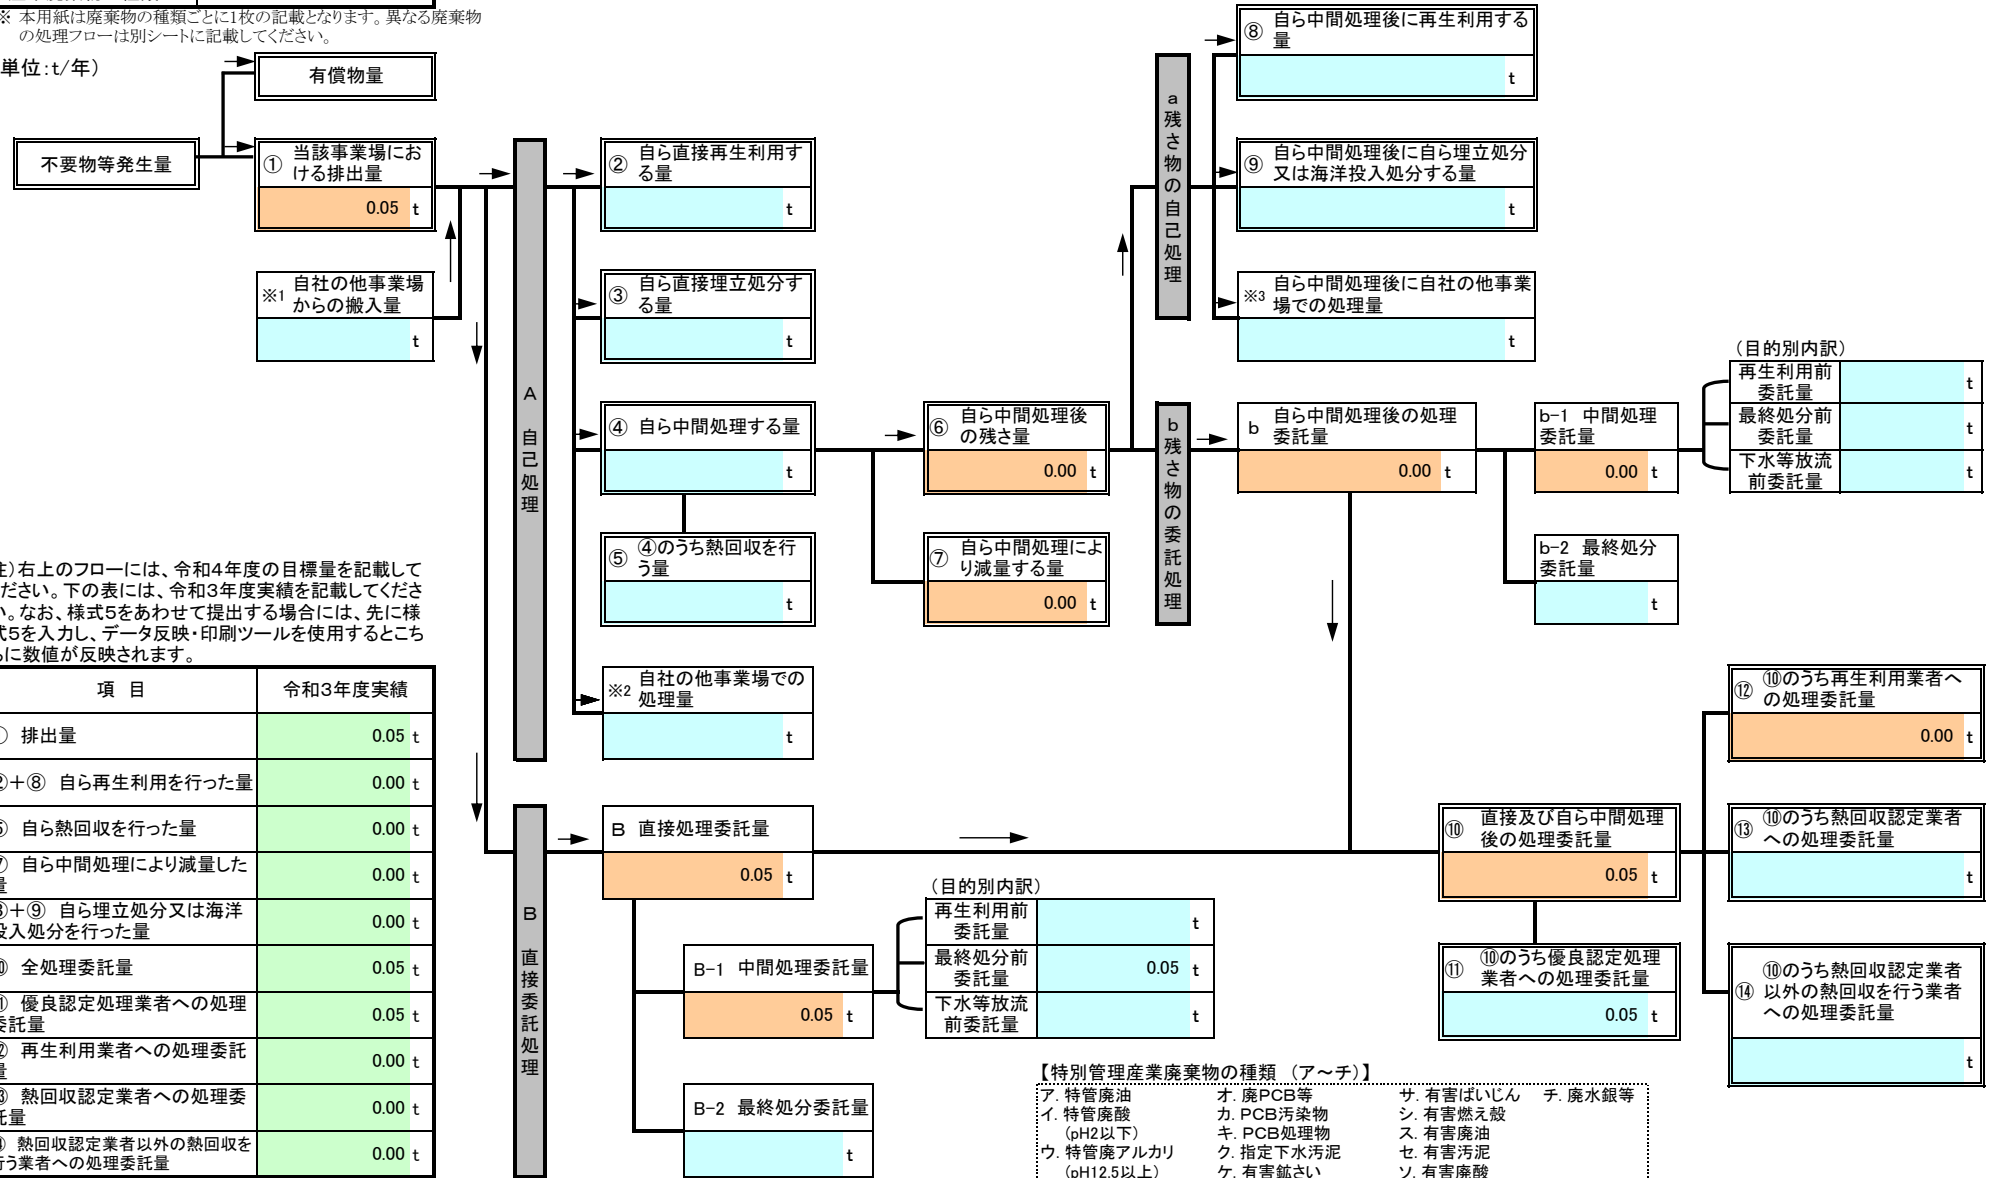 ※ 本用紙は廃棄物の種類ごとに1枚の記載となります。異なる廃棄物
の処理フローは別シートに記載してください。
単位:t/年)
有償物量
不要物等発生量
① 当該事業場にお
ける排出量
0.05 t
※1 自社の他事業場
からの搬入量
t
A 自己処理
② 自ら直接再生利用す
る量
t
③ 自ら直接埋立処分す
る量
t
④ 自ら中間処理する量
t
⑤ ④のうち熱回収を行
う量
t
※2 自社の他事業場での
処理量
t
⑥ 自ら中間処理後
の残さ量
0.00 t
⑦ 自ら中間処理によ
り減量する量
0.00 t
a 残さ物の自己処理
⑧ 自ら中間処理後に再生利用する
量
t
⑨ 自ら中間処理後に自ら埋立処分
又は海洋投入処分する量
t
※3 自ら中間処理後に自社の他事業
場での処理量
t
b 残さ物の委託処理
b 自ら中間処理後の処理
委託量
0.00 t
b-1 中間処理
委託量
0.00 t
b-2 最終処分
委託量
t
(目的別内訳)
再生利用前
委託量
t
最終処分前
委託量
t
下水等放流
前委託量
t
注)右上のフローには、令和4年度の目標量を記載して
ください。下の表には、令和3年度実績を記載してくださ
い。なお、様式5をあわせて提出する場合には、先に様
式5を入力し、データ反映・印刷ツールを使用するとこち
らに数値が反映されます。
項 目 令和3年度実績
① 排出量 0.05 t
②+⑧ 自ら再生利用を行った量 0.00 t
⑤ 自ら熱回収を行った量 0.00 t
⑦ 自ら中間処理により減量した
量 0.00 t
③+⑨ 自ら埋立処分又は海洋
投入処分を行った量 0.00 t
⑩ 全処理委託量 0.05 t
⑪ 優良認定処理業者への処理
委託量 0.05 t
⑫ 再生利用業者への処理委託
量 0.00 t
⑬ 熱回収認定業者への処理委
託量 0.00 t
⑭ 熱回収認定業者以外の熱回収を
行う業者への処理委託量 0.00 t
B 直接委託処理
B 直接処理委託量
0.05 t
B-1 中間処理委託量
0.05 t
B-2 最終処分委託量
t
(目的別内訳)
再生利用前
委託量
t
最終処分前
委託量
0.05 t
下水等放流
前委託量
t
⑩ 直接及び自ら中間処理
後の処理委託量
0.05 t
⑪ ⑩のうち優良認定処理
業者への処理委託量
0.05 t
⑫ ⑩のうち再生利用業者へ
の処理委託量
0.00 t
⑬ ⑩のうち熱回収認定業者
への処理委託量
t
⑭ ⑩のうち熱回収認定業者
以外の熱回収を行う業者
への処理委託量
t
【特別管理産業廃棄物の種類 (ア～チ)】
ア. 特管廃油 オ. 廃PCB等 サ. 有害ばいじん チ. 廃水銀等
イ. 特管廃酸 カ. PCB汚染物 シ. 有害燃え殻
(pH2以下) キ. PCB処理物 ス. 有害廃油
ウ. 特管廃アルカリ ク. 指定下水汚泥 セ. 有害汚泥
(pH12.5以上) ケ. 有害鉱さい ソ. 有害廃酸